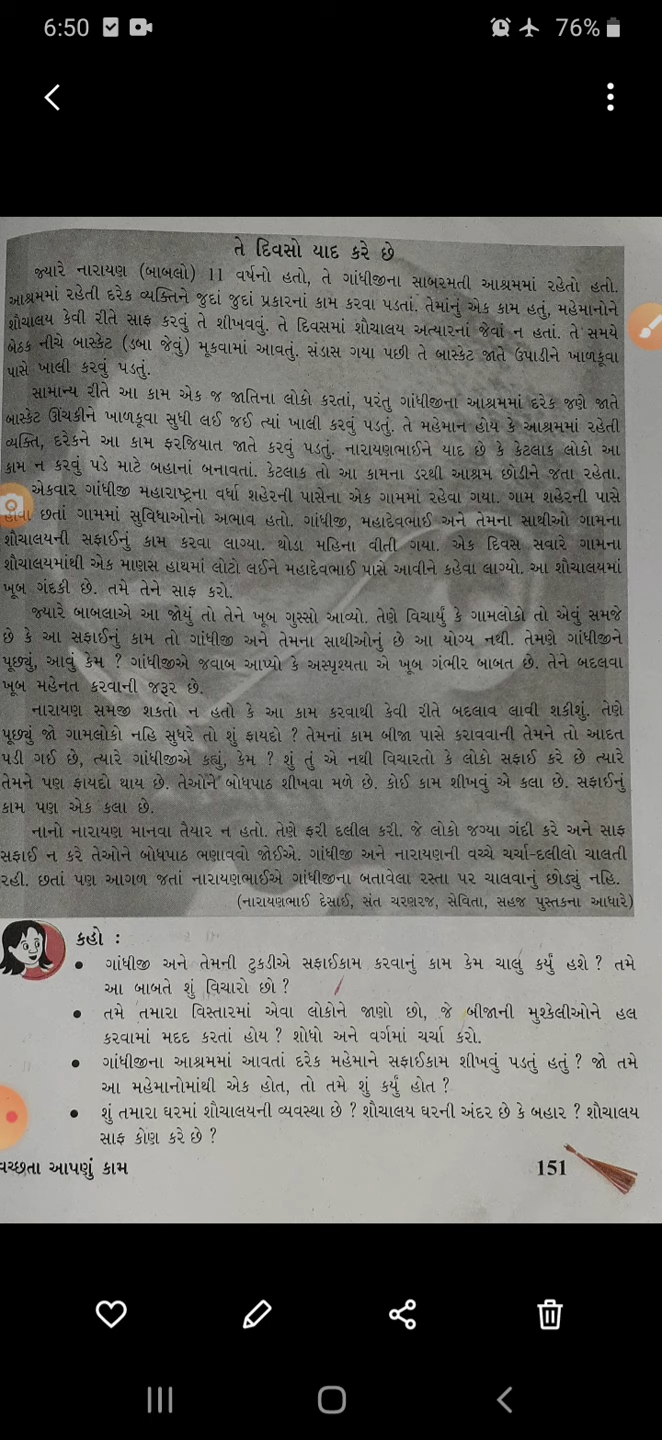 6:50
76%
તે દિવસો યાદ કરે છે
જ્યારે નારાયણ (બાબલો) 11 વર્ષનો હતો, તે ગાંધીજીના સાબરમતી આશ્રમમાં રહેતો હતો.
આશ્રમમાં રહેતી દરેક વ્યક્તિને જુદાં જુદાં પ્રકારનાં કામ કરવા પડતાં. તેમાંનું એક કામ હતું, મહેમાનોને
શૌચાલય કેવી રીતે સાફ કરવું તે શીખવવું. તે દિવસમાં શૌચાલય અત્યારનાં જેવાં ન હતાં. તે સમયે
બેઠક નીચે બાસ્કેટ (ડબા જેવું) મૂકવામાં આવતું. સંડાસ ગયા પછી તે બાસ્કેટ જાતે ઉપાડીને ખાળકૂવા
પાસે ખાલી કરવું પડતું.
સામાન્ય રીતે આ કામ એક જ જાતિના લોકો કરતાં, પરંતુ ગાંધીજીના આશ્રમમાં દરેક જણે જાતે
બાસ્કેટ ઊંચકીને ખાળકૂવા સુધી લઈ જઈ ત્યાં ખાલી કરવું પડતું. તે મહેમાન હોય કે આશ્રમમાં રહેતી
વ્યક્તિ, દરેકને આ કામ ફરજિયાત જાતે કરવું પડતું. નારાયણભાઈને યાદ છે કે કેટલાક લોકો આ
કામ ન કરવું પડે માટે બહાનાં બનાવતાં. કેટલાક તો આ કામના ડરથી આશ્રમ છોડીને જતા રહેતા.
એકવાર ગાંધીજી મહારાષ્ટ્રના વર્ધા શહેરની પાસેના એક ગામમાં રહેવા ગયા. ગામ શહેરની પાસે
હોવા છતાં ગામમાં સુવિધાઓનો અભાવ હતો. ગાંધીજી, મહાદેવભાઈ અને તેમના સાથીઓ ગામના
શૌચાલયની સફાઈનું કામ કરવા લાગ્યા. થોડા મહિના વીતી ગયા. એક દિવસ સવારે ગામના
શૌચાલયમાંથી એક માણસ હાથમાં લોટો લઈને મહાદેવભાઈ પાસે આવીને કહેવા લાગ્યો. આ શૌચાલયમાં
ખૂબ ગંદકી છે. તમે તેને સાફ કરો.
જ્યારે બાબલાએ આ જોયું તો તેને ખૂબ ગુસ્સો આવ્યો. તેણે વિચાર્યું કે ગામલોકો તો એવું સમજે
છે કે આ સફાઈનું કામ તો ગાંધીજી અને તેમના સાથીઓનું છે આ યોગ્ય નથી. તેમણે ગાંધીજીને
પૂછ્યું, આવું કેમ ? ગાંધીજીએ જવાબ આપ્યો કે અસ્પૃશ્યતા એ ખૂબ ગંભીર બાબત છે. તેને બદલવા
ખૂબ મહેનત કરવાની જરૂર છે.
નારાયણ સમજી શકતો ન હતો કે આ કામ કરવાથી કેવી રીતે બદલાવ લાવી શકીશું. તેણે
પૂછ્યું જો ગામલોકો નહિ સુધરે તો શું ફાયદો ? તેમનાં કામ બીજા પાસે કરાવવાની તેમને તો આદત
પડી ગઈ છે, ત્યારે ગાંધીજીએ કહ્યું, કેમ ? શું તું એ નથી વિચારતો કે લોકો સફાઈ કરે છે ત્યારે
તેમને પણ ફાયદો થાય છે. તેઓને બોધપાઠ શીખવા મળે છે. કોઈ કામ શીખવું એ કલા છે. સફાઈનું
કામ પણ એક કલા છે.
નાનો નારાયણ માનવા તૈયાર ન હતો. તેણે ફરી દલીલ કરી. જે લોકો જગ્યા ગંદી કરે અને સાફ
સફાઈ ન કરે તેઓને બોધપાઠ ભણાવવો જોઈએ. ગાંધીજી અને નારાયણની વચ્ચે ચર્ચા-દલીલો ચાલતી
રહી. છતાં પણ આગળ જતાં નારાયણભાઈએ ગાંધીજીના બતાવેલા રસ્તા પર ચાલવાનું છોડ્યું નહિ.
(નારાયણભાઈ દેસાઈ, સંત ચરણરજ, સેવિતા, સહજ પુસ્તકના આધારે)
કહો :
• ગાંધીજી અને તેમની ટુકડીએ સફાઈકામ કરવાનું કામ કેમ ચાલું કર્યું હશે ? તમે
આ બાબતે શું વિચારો છો ?
• તમે તમારા વિસ્તારમાં એવા લોકોને જાણો છો, જે બીજાની મુશ્કેલીઓને હલ
કરવામાં મદદ કરતાં હોય ? શોધો અને વર્ગમાં ચર્ચા કરો.
• ગાંધીજીના આશ્રમમાં આવતાં દરેક મહેમાને સફાઈકામ શીખવું પડતું હતું ? જો તમે
આ મહેમાનોમાંથી એક હોત, તો તમે શું કર્યું હોત ?
• શું તમારા ઘરમાં શૌચાલયની વ્યવસ્થા છે ? શૌચાલય ઘરની અંદર છે કે બહાર ? શૌચાલય
સાફ કોણ કરે છે ?
વચ્છતા આપણું કામ
151